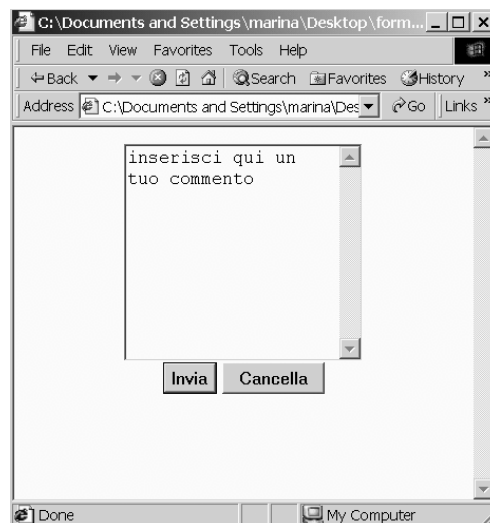 C:\Documents and Settings\marina\Desktop\form...
File Edit View Favorites Tools Help
Back Search Favorites History »
Address C:\Documents and Settings\marina\Des Go Links »
inserisci qui un
tuo commento
Invia Cancella
Done My Computer